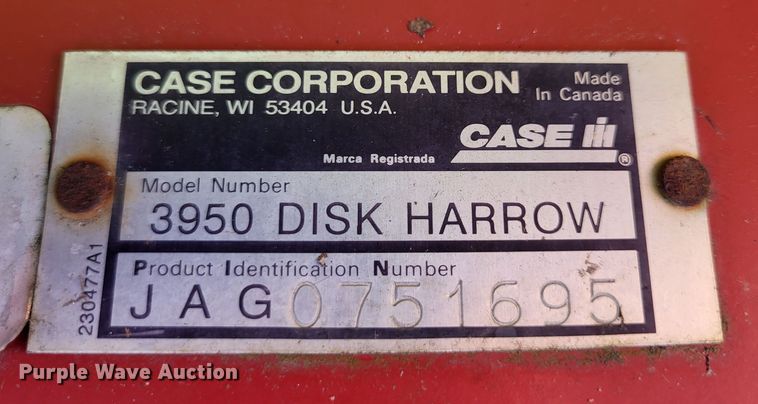 CASE CORPORATION
Made
In Canada
RACINE, WI 53404 U.S.A.
Marca Registrada
CASE IH ®
Model Number
3950 DISK HARROW
Product Identification Number
JAG0751695
230477A1
Purple Wave Auction